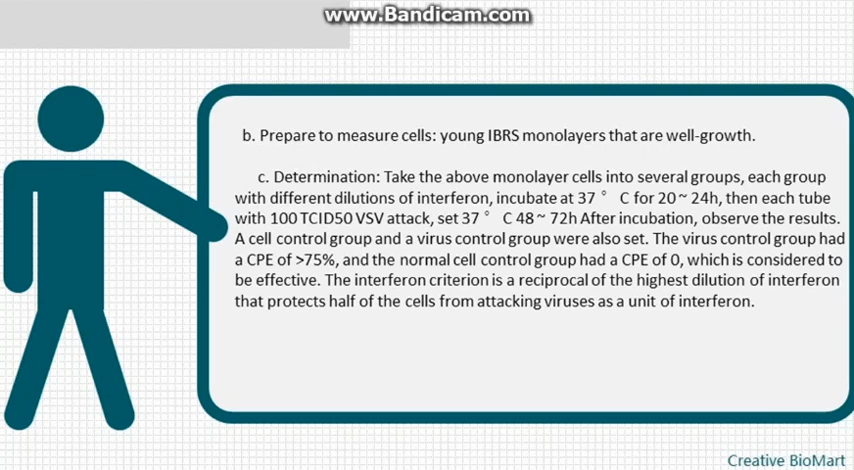 www.Bandicam.com
b. Prepare to measure cells: young IBRS monolayers that are well-growth.
c. Determination: Take the above monolayer cells into several groups, each group
with different dilutions of interferon, incubate at 37 ° C for 20 ~ 24h, then each tube
with 100 TCID50 VSV attack, set 37 ° C 48 ~ 72h After incubation, observe the results.
A cell control group and a virus control group were also set. The virus control group had
a CPE of >75%, and the normal cell control group had a CPE of 0, which is considered to
be effective. The interferon criterion is a reciprocal of the highest dilution of interferon
that protects half of the cells from attacking viruses as a unit of interferon.
Creative BioMart